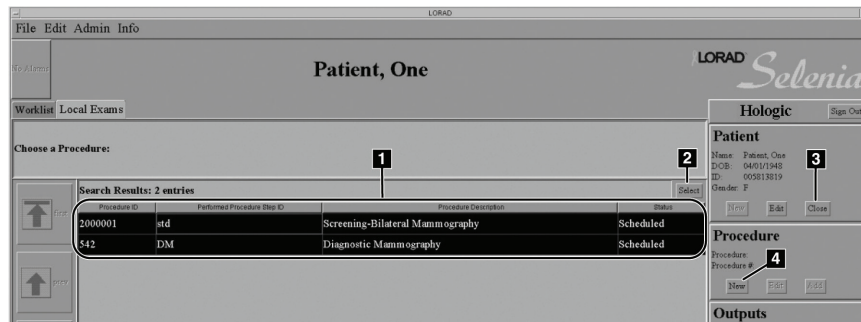 LORAD
File Edit Admin Info
No Alarms
Patient, One
LORAD Selenia
Worklist Local Exams
Hologic Sign Out
Choose a Procedure:
Patient
Name: Patient, One
DOB: 04/01/1948
ID: 005813819
Gender: F
New Edit Close
1
2
3
Search Results: 2 entries Select
first
Procedure ID Performed Procedure Step ID Procedure Description Status
2000001 std Screening-Bilateral Mammography Scheduled
542 DM Diagnostic Mammography Scheduled
prev
Procedure
Procedure:
Procedure #:
4
New Edit Add
Outputs